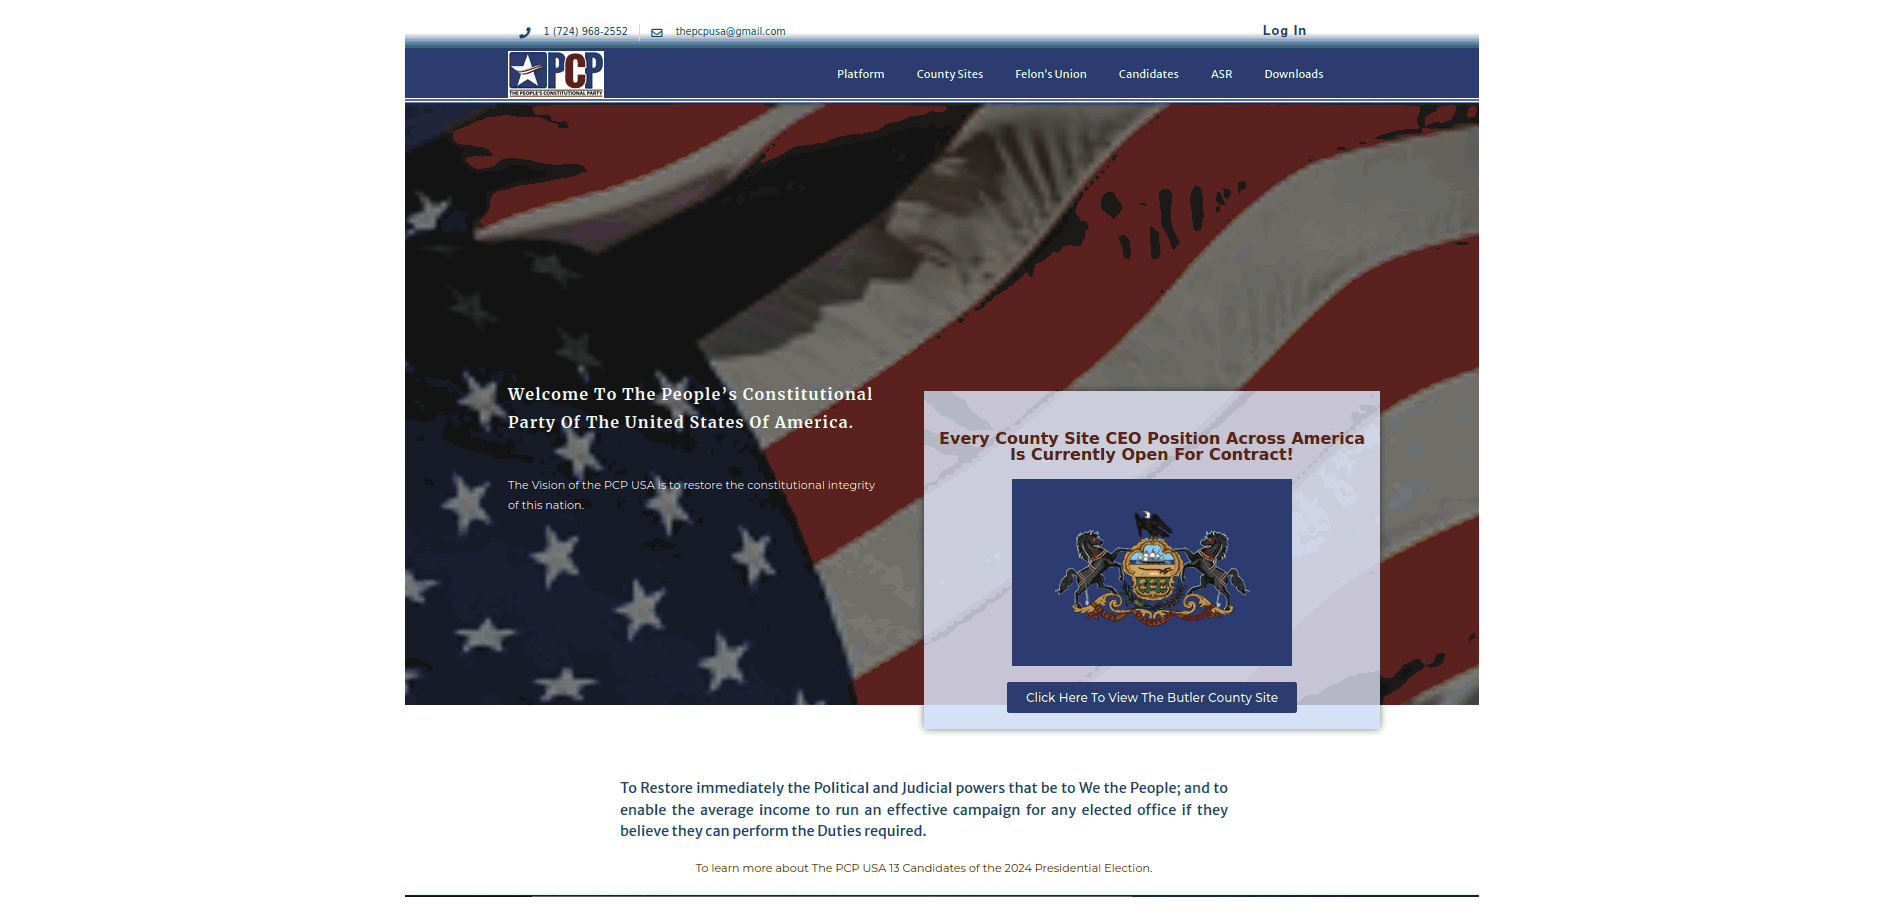 1 (724) 968-2552
thepcpusa@gmail.com
Log In
PCP
THE PEOPLE'S CONSTITUTIONAL PARTY
Platform
County Sites
Felon's Union
Candidates
ASR
Downloads
Welcome To The People’s Constitutional
Party Of The United States Of America.
The Vision of the PCP USA is to restore the constitutional integrity
of this nation.
Every County Site CEO Position Across America
Is Currently Open For Contract!
Click Here To View The Butler County Site
To Restore immediately the Political and Judicial powers that be to We the People; and to
enable the average income to run an effective campaign for any elected office if they
believe they can perform the Duties required.
To learn more about The PCP USA 13 Candidates of the 2024 Presidential Election.